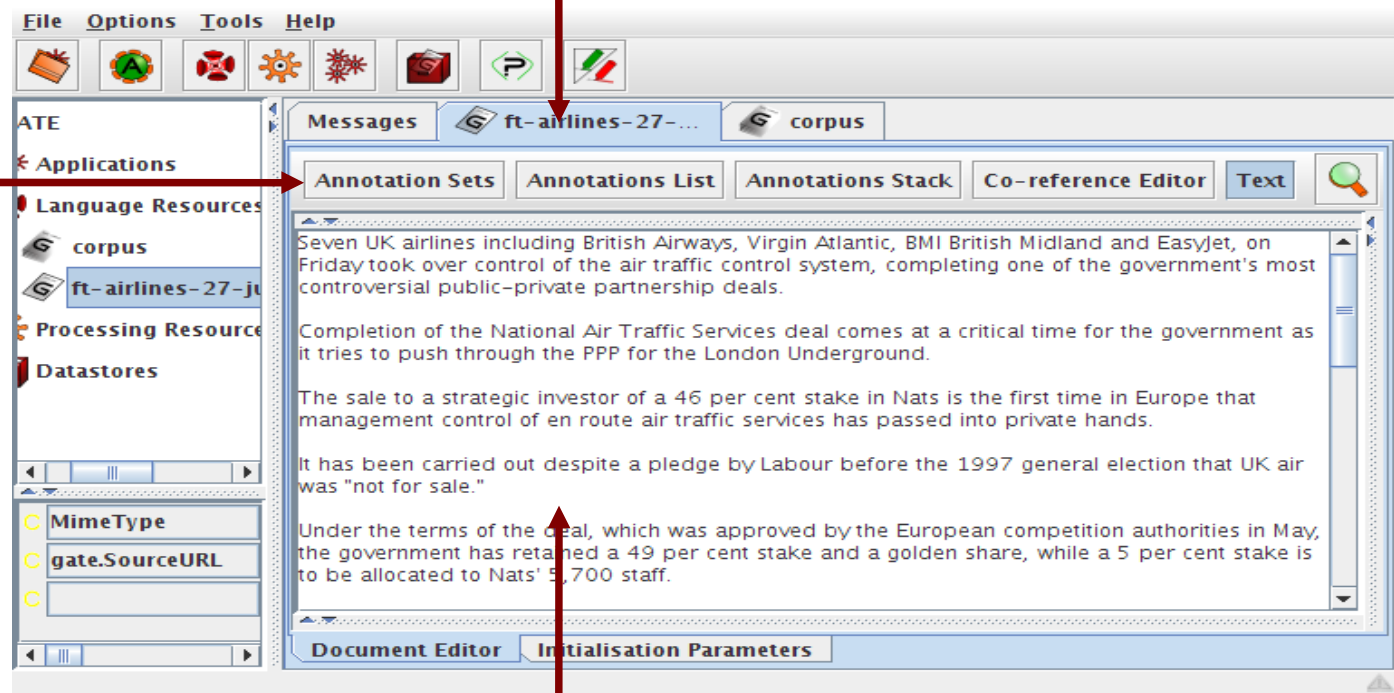 File Options Tools Help
ATE
Applications
Language Resources
corpus
ft-airlines-27-ju
Processing Resource
Datastores
MimeType
gate.SourceURL
Messages ft-airlines-27-... corpus
Annotation Sets Annotations List Annotations Stack Co-reference Editor Text
Seven UK airlines including British Airways, Virgin Atlantic, BMI British Midland and EasyJet, on
Friday took over control of the air traffic control system, completing one of the government's most
controversial public-private partnership deals.
Completion of the National Air Traffic Services deal comes at a critical time for the government as
it tries to push through the PPP for the London Underground.
The sale to a strategic investor of a 46 per cent stake in Nats is the first time in Europe that
management control of en route air traffic services has passed into private hands.
It has been carried out despite a pledge by Labour before the 1997 general election that UK air
was "not for sale."
Under the terms of the deal, which was approved by the European competition authorities in May,
the government has retained a 49 per cent stake and a golden share, while a 5 per cent stake is
to be allocated to Nats' 5,700 staff.
Document Editor Initialisation Parameters